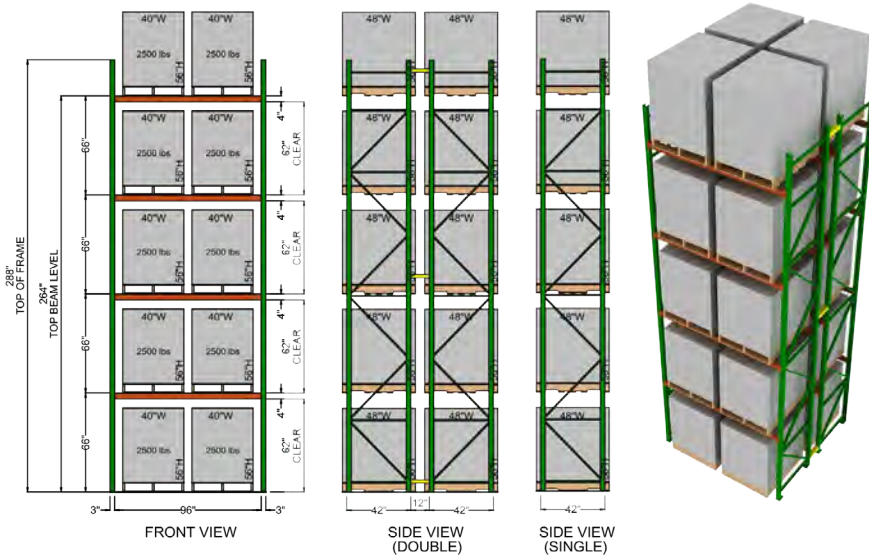 40"W 40"W
2500 lbs 2500 lbs
56"H
40"W 40"W
2500 lbs 2500 lbs
56"H 56"H
40"W 40"W
2500 lbs 2500 lbs
56"H 56"H
40"W 40"W
2500 lbs 2500 lbs
56"H 56"H
40"W 40"W
2500 lbs 2500 lbs
56"H 56"H
288"
TOP OF FRAME
264"
TOP BEAM LEVEL
66"
66"
66"
66"
4"
62"
CLEAR
4"
62"
CLEAR
4"
62"
CLEAR
4"
62"
CLEAR
3" 96" 3"
FRONT VIEW
48"W 48"W
48"W 48"W
48"W 48"W
48"W 48"W
48"W 48"W
42" 12" 42"
SIDE VIEW
(DOUBLE)
48"W
48"W
48"W
48"W
48"W
42"
SIDE VIEW
(SINGLE)